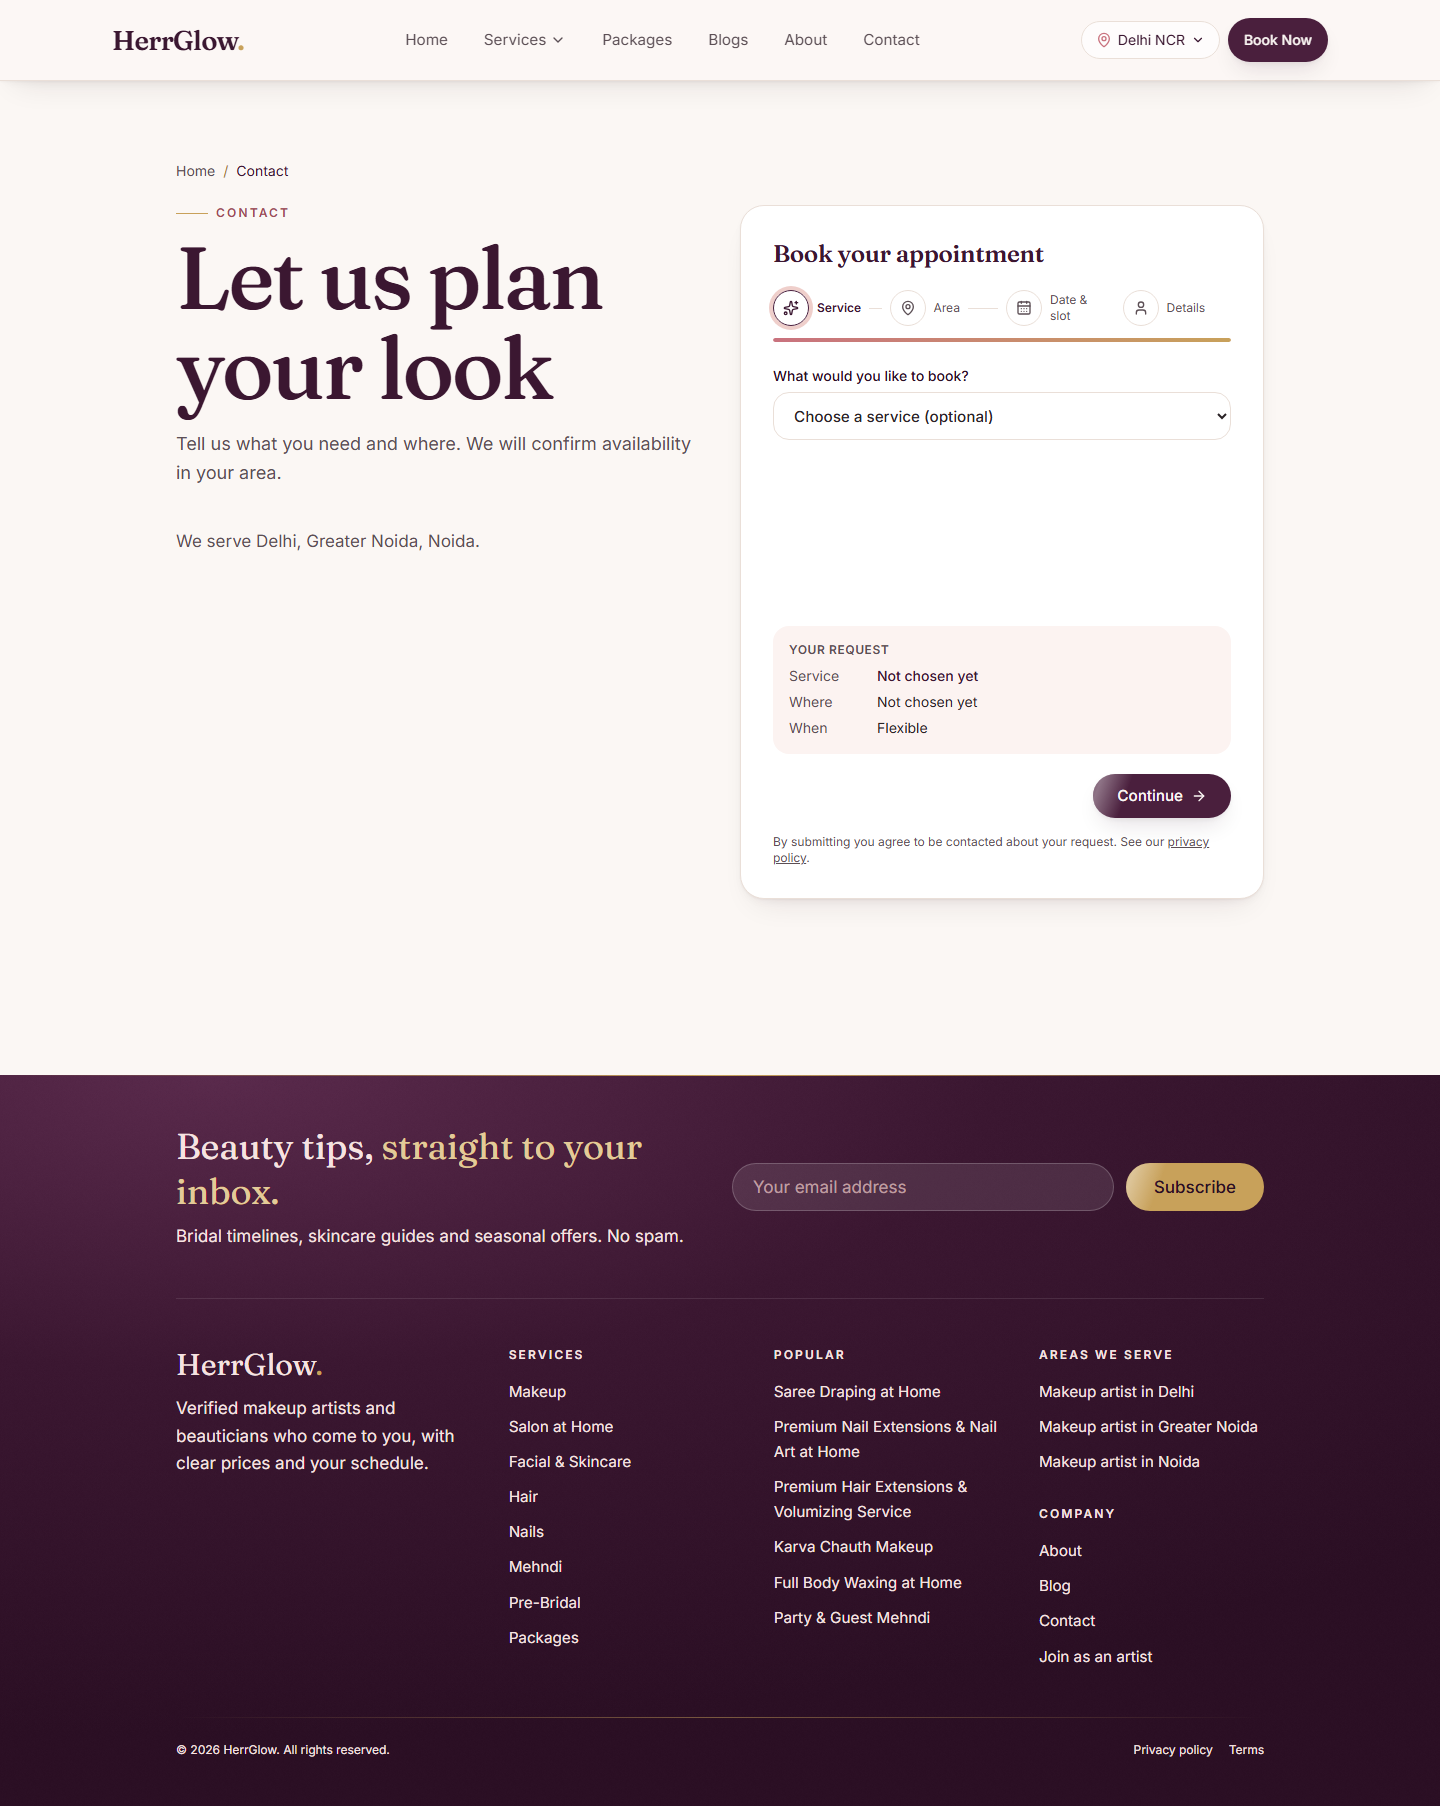 HerrGlow.
Home
Services
Packages
Blogs
About
Contact
Delhi NCR
Book Now
Home / Contact
CONTACT
Let us plan
your look
Tell us what you need and where. We will confirm availability
in your area.
We serve Delhi, Greater Noida, Noida.
Book your appointment
Service
Area
Date &
slot
Details
What would you like to book?
Choose a service (optional)
YOUR REQUEST
Service Not chosen yet
Where Not chosen yet
When Flexible
Continue
By submitting you agree to be contacted about your request. See our privacy
policy.
Beauty tips, straight to your
inbox.
Bridal timelines, skincare guides and seasonal offers. No spam.
Your email address
Subscribe
HerrGlow.
Verified makeup artists and
beauticians who come to you, with
clear prices and your schedule.
SERVICES
Makeup
Salon at Home
Facial & Skincare
Hair
Nails
Mehndi
Pre-Bridal
Packages
POPULAR
Saree Draping at Home
Premium Nail Extensions & Nail
Art at Home
Premium Hair Extensions &
Volumizing Service
Karva Chauth Makeup
Full Body Waxing at Home
Party & Guest Mehndi
AREAS WE SERVE
Makeup artist in Delhi
Makeup artist in Greater Noida
Makeup artist in Noida
COMPANY
About
Blog
Contact
Join as an artist
© 2026 HerrGlow. All rights reserved.
Privacy policy
Terms